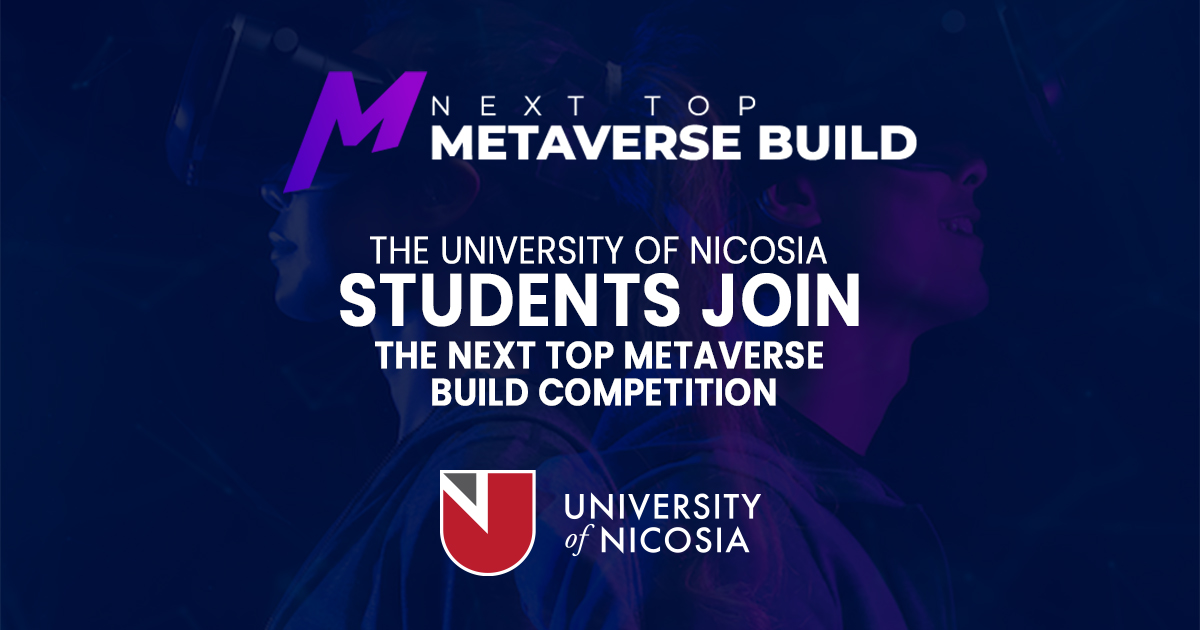 NEXT TOP
METAVERSE BUILD
THE UNIVERSITY OF NICOSIA
STUDENTS JOIN
THE NEXT TOP METAVERSE
BUILD COMPETITION
UNIVERSITY
of NICOSIA